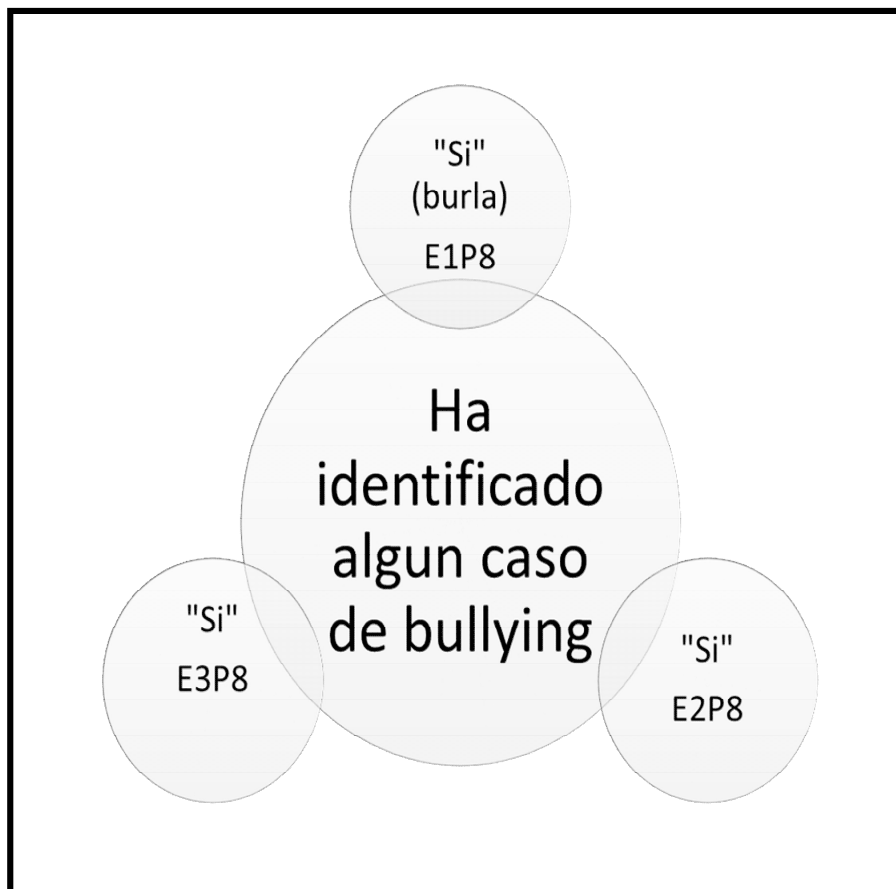 "Si"
(burla)
E1P8
Ha
identificado
algun caso
de bullying
"Si"
E3P8
"Si"
E2P8